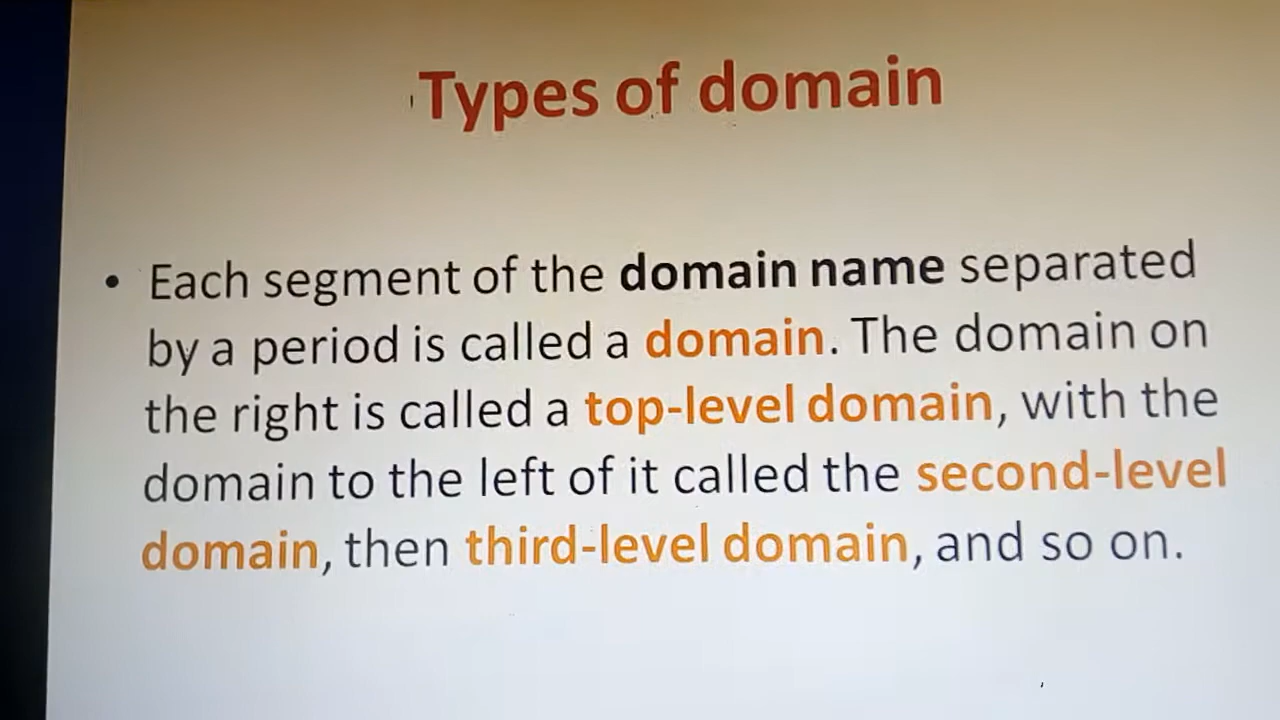 Types of domain
• Each segment of the domain name separated
by a period is called a domain. The domain on
the right is called a top-level domain, with the
domain to the left of it called the second-level
domain, then third-level domain, and so on.